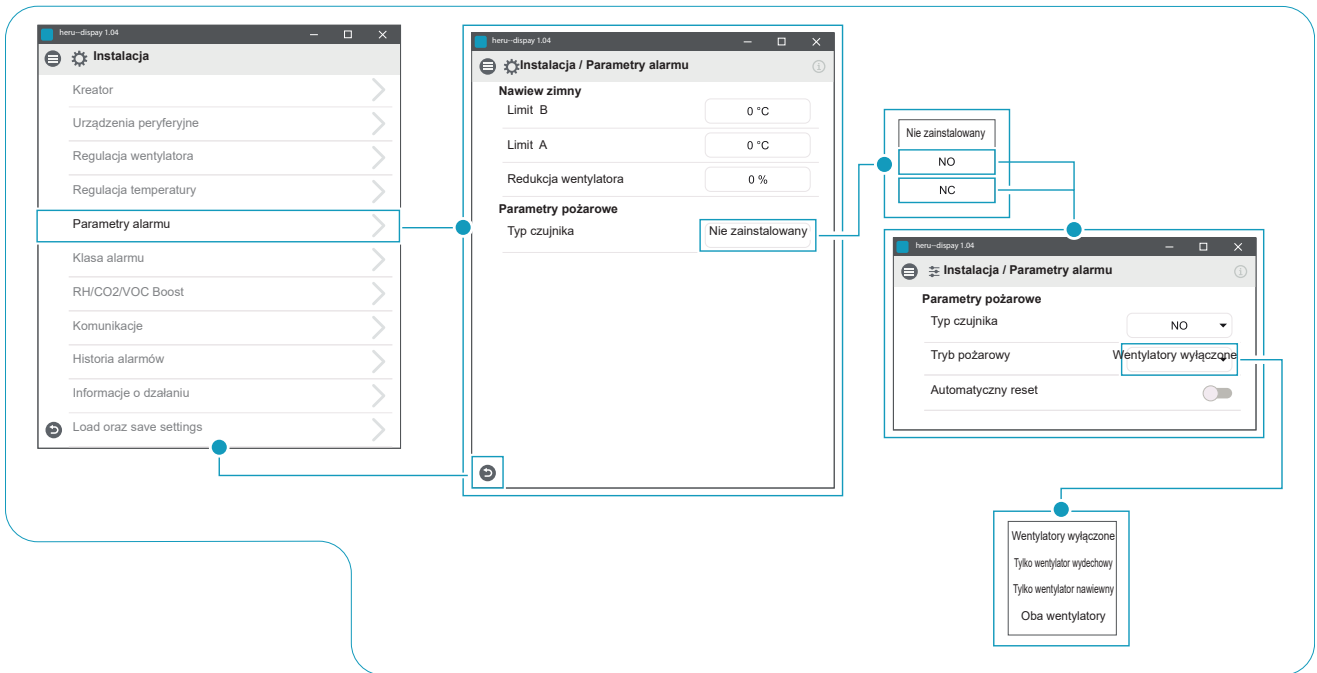 heru--dispay 1.04
Instalacja
Kreator
Urządzenia peryferyjne
Regulacja wentylatora
Regulacja temperatury
Parametry alarmu
Klasa alarmu
RH/CO2/VOC Boost
Komunikacje
Historia alarmów
Informacje o dzałaniu
Load oraz save settings
heru--dispay 1.04
Instalacja / Parametry alarmu
Nawiew zimny
Limit B 0 °C
Limit A 0 °C
Redukcja wentylatora 0 %
Parametry pożarowe
Typ czujnika Nie zainstalowany
Nie zainstalowany
NO
NC
heru--dispay 1.04
Instalacja / Parametry alarmu
Parametry pożarowe
Typ czujnika NO
Tryb pożarowy Wentylatory wyłączone
Automatyczny reset
Wentylatory wyłączone
Tylko wentylator wydechowy
Tylko wentylator nawiewny
Oba wentylatory